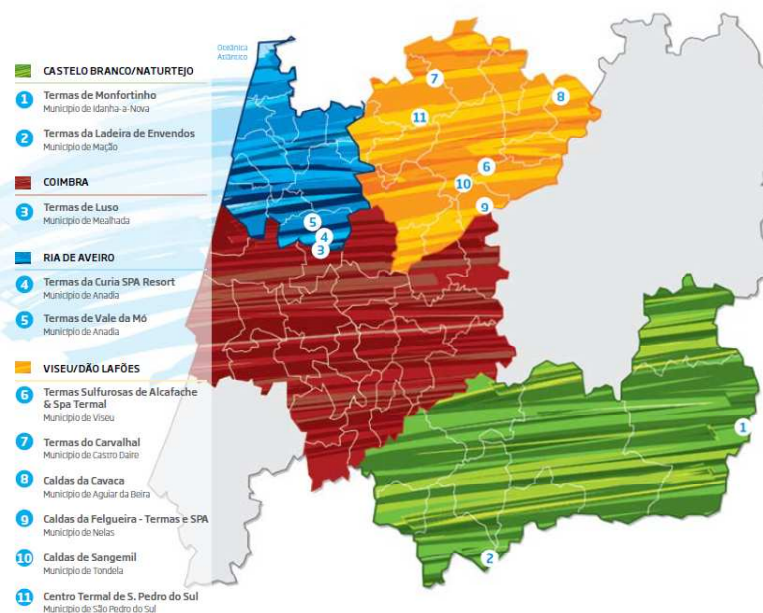 Oceânica
Atlântico
CASTELO BRANCO/NATURTEJO
1 Termas de Monfortinho
Município de Idanha-a-Nova
2 Termas da Ladeira de Envendos
Município de Mação
COIMBRA
3 Termas de Luso
Município de Mealhada
RIA DE AVEIRO
4 Termas da Curia SPA Resort
Município de Anadia
5 Termas de Vale da Mó
Município de Anadia
VISEU/DÃO LAFÕES
6 Termas Sulfurosas de Alcafache
& Spa Termal
Município de Viseu
7 Termas do Carvalhal
Município de Castro Daire
8 Caldas da Cavaca
Município de Aguiar da Beira
9 Caldas da Felgueira - Termas e SPA
Município de Nelas
10 Caldas de Sangemil
Município de Tondela
11 Centro Termal de S. Pedro do Sul
Município de São Pedro do Sul
7
8
11
6
10
9
5
4
3
1
2